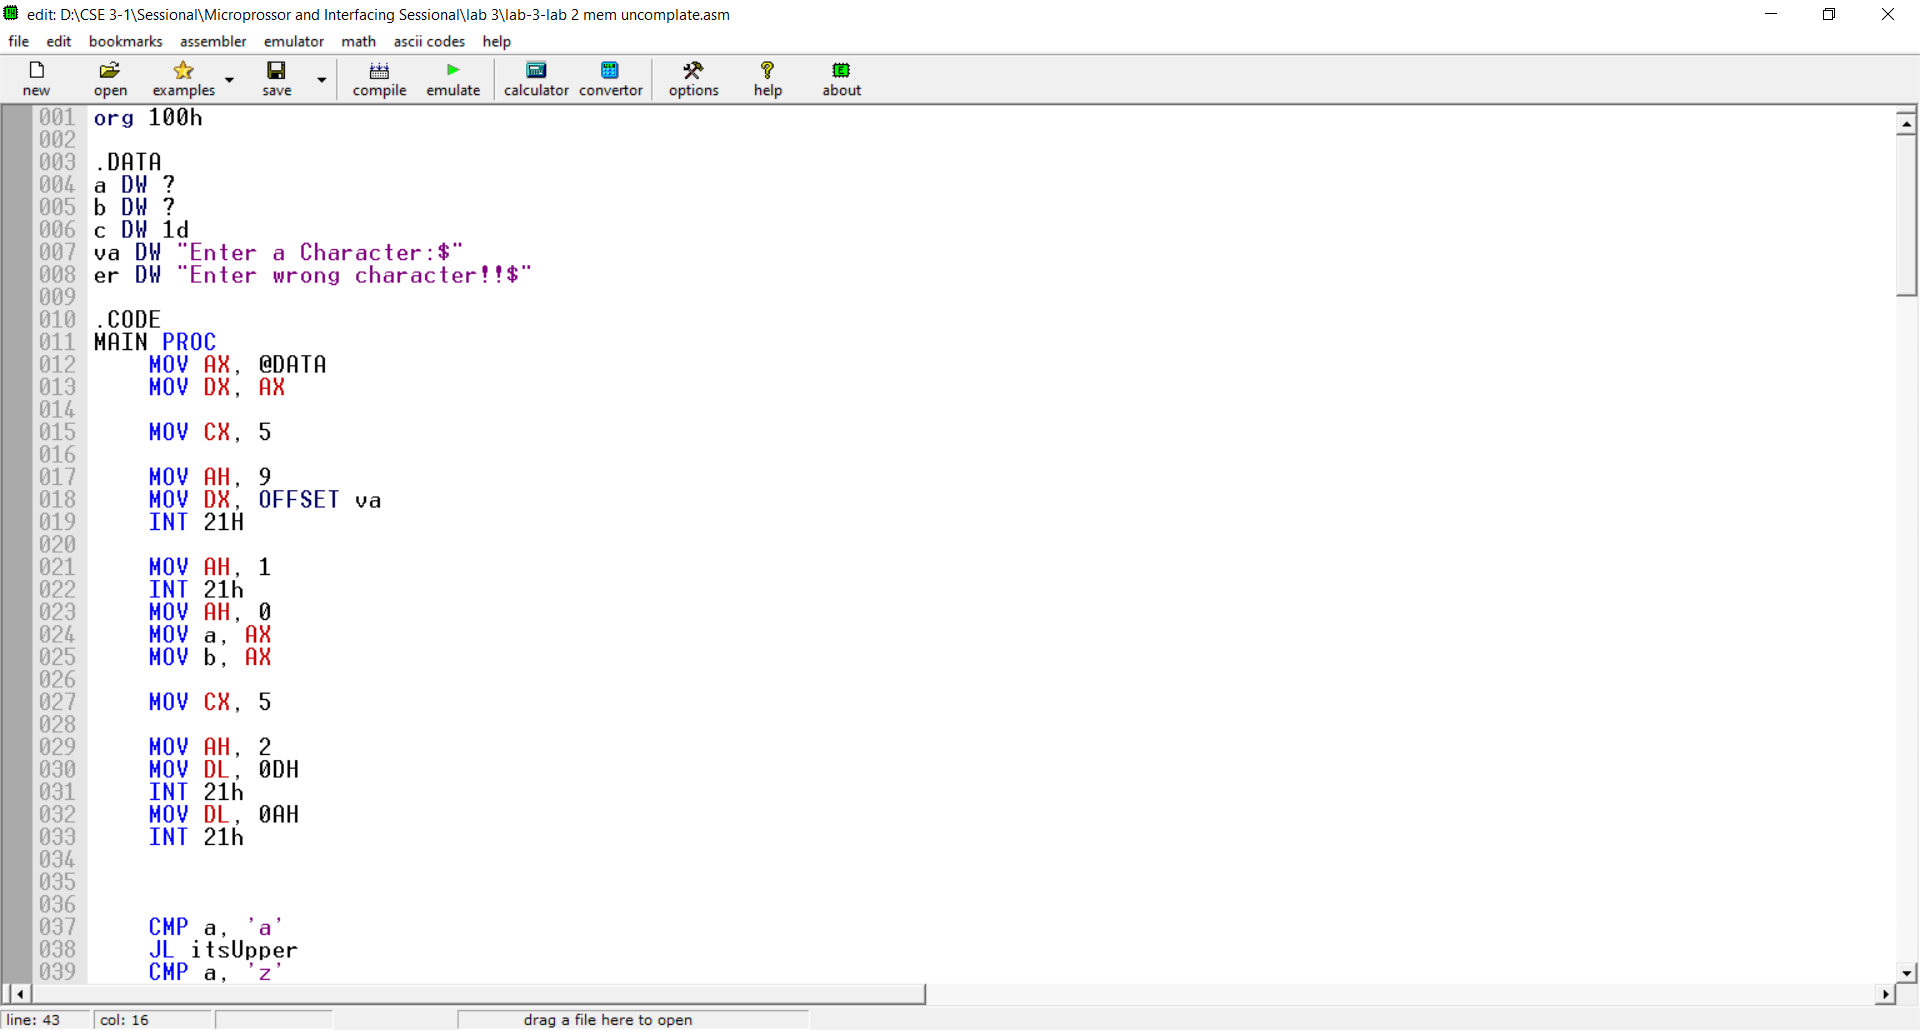 edit: D:\CSE 3-1\Sessional\Microprossor and Interfacing Sessional\lab 3\lab-3-lab 2 mem uncomplate.asm
file edit bookmarks assembler emulator math ascii codes help
new open examples save compile emulate calculator convertor options help about
001 org 100h
002
003 .DATA
004 a DW ?
005 b DW ?
006 c DW 1d
007 va DW "Enter a Character:$"
008 er DW "Enter wrong character!!$"
009
010 .CODE
011 MAIN PROC
012 MOV AX, @DATA
013 MOV DX, AX
014
015 MOV CX, 5
016
017 MOV AH, 9
018 MOV DX, OFFSET va
019 INT 21H
020
021 MOV AH, 1
022 INT 21h
023 MOV AH, 0
024 MOV a, AX
025 MOV b, AX
026
027 MOV CX, 5
028
029 MOV AH, 2
030 MOV DL, 0DH
031 INT 21h
032 MOV DL, 0AH
033 INT 21h
034
035
036
037 CMP a, 'a'
038 JL itsUpper
039 CMP a, 'z'
line: 43 col: 16 drag a file here to open